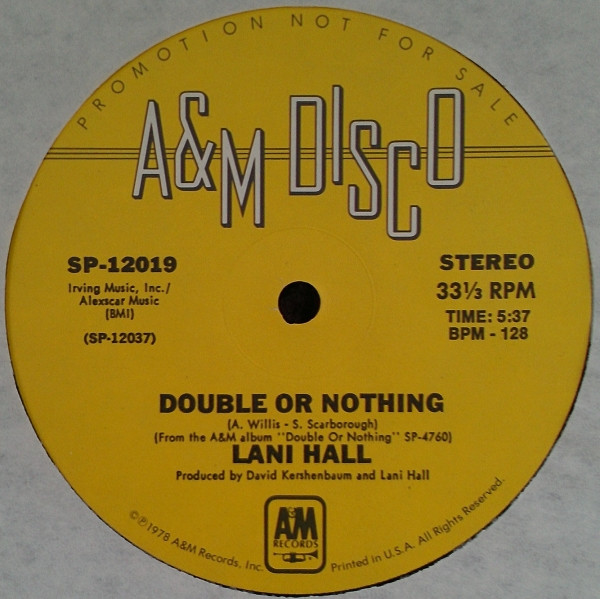 PROMOTION NOT FOR SALE
A&M DISCO
SP-12019
Irving Music, Inc./
Alexscar Music
(BMI)
(SP-12037)
STEREO
33⅓ RPM
TIME: 5:37
BPM - 128
DOUBLE OR NOTHING
(A. Willis - S. Scarborough)
(From the A&M album "Double Or Nothing" SP-4760)
LANI HALL
Produced by David Kershenbaum and Lani Hall
A&M
RECORDS
©℗1978 A&M Records, Inc.
Printed in U.S.A. All Rights Reserved.